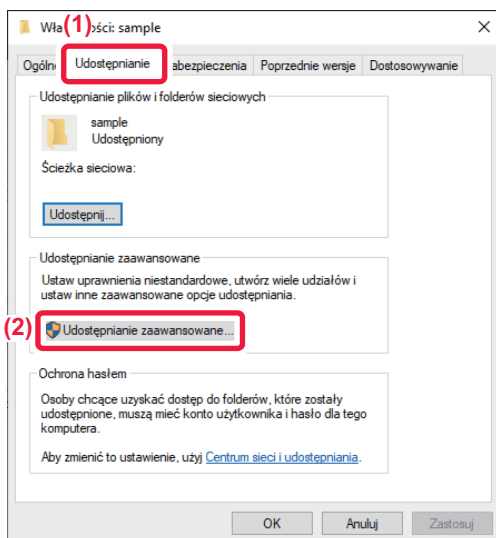 (1)
Wła ości: sample
Ogóln Udostępnianie abezpieczenia Poprzednie wersje Dostosowywanie
Udostępnianie plików i folderów sieciowych
sample
Udostępniony
Ścieżka sieciowa:
Udostępnij...
Udostępnianie zaawansowane
Ustaw uprawnienia niestandardowe, utwórz wiele udziałów i
ustaw inne zaawansowane opcje udostępniania.
(2)
Udostępnianie zaawansowane...
Ochrona hasłem
Osoby chcące uzyskać dostęp do folderów, które zostały
udostępnione, muszą mieć konto użytkownika i hasło dla tego
komputera.
Aby zmienić to ustawienie, użyj Centrum sieci i udostępniania.
OK Anuluj Zastosuj